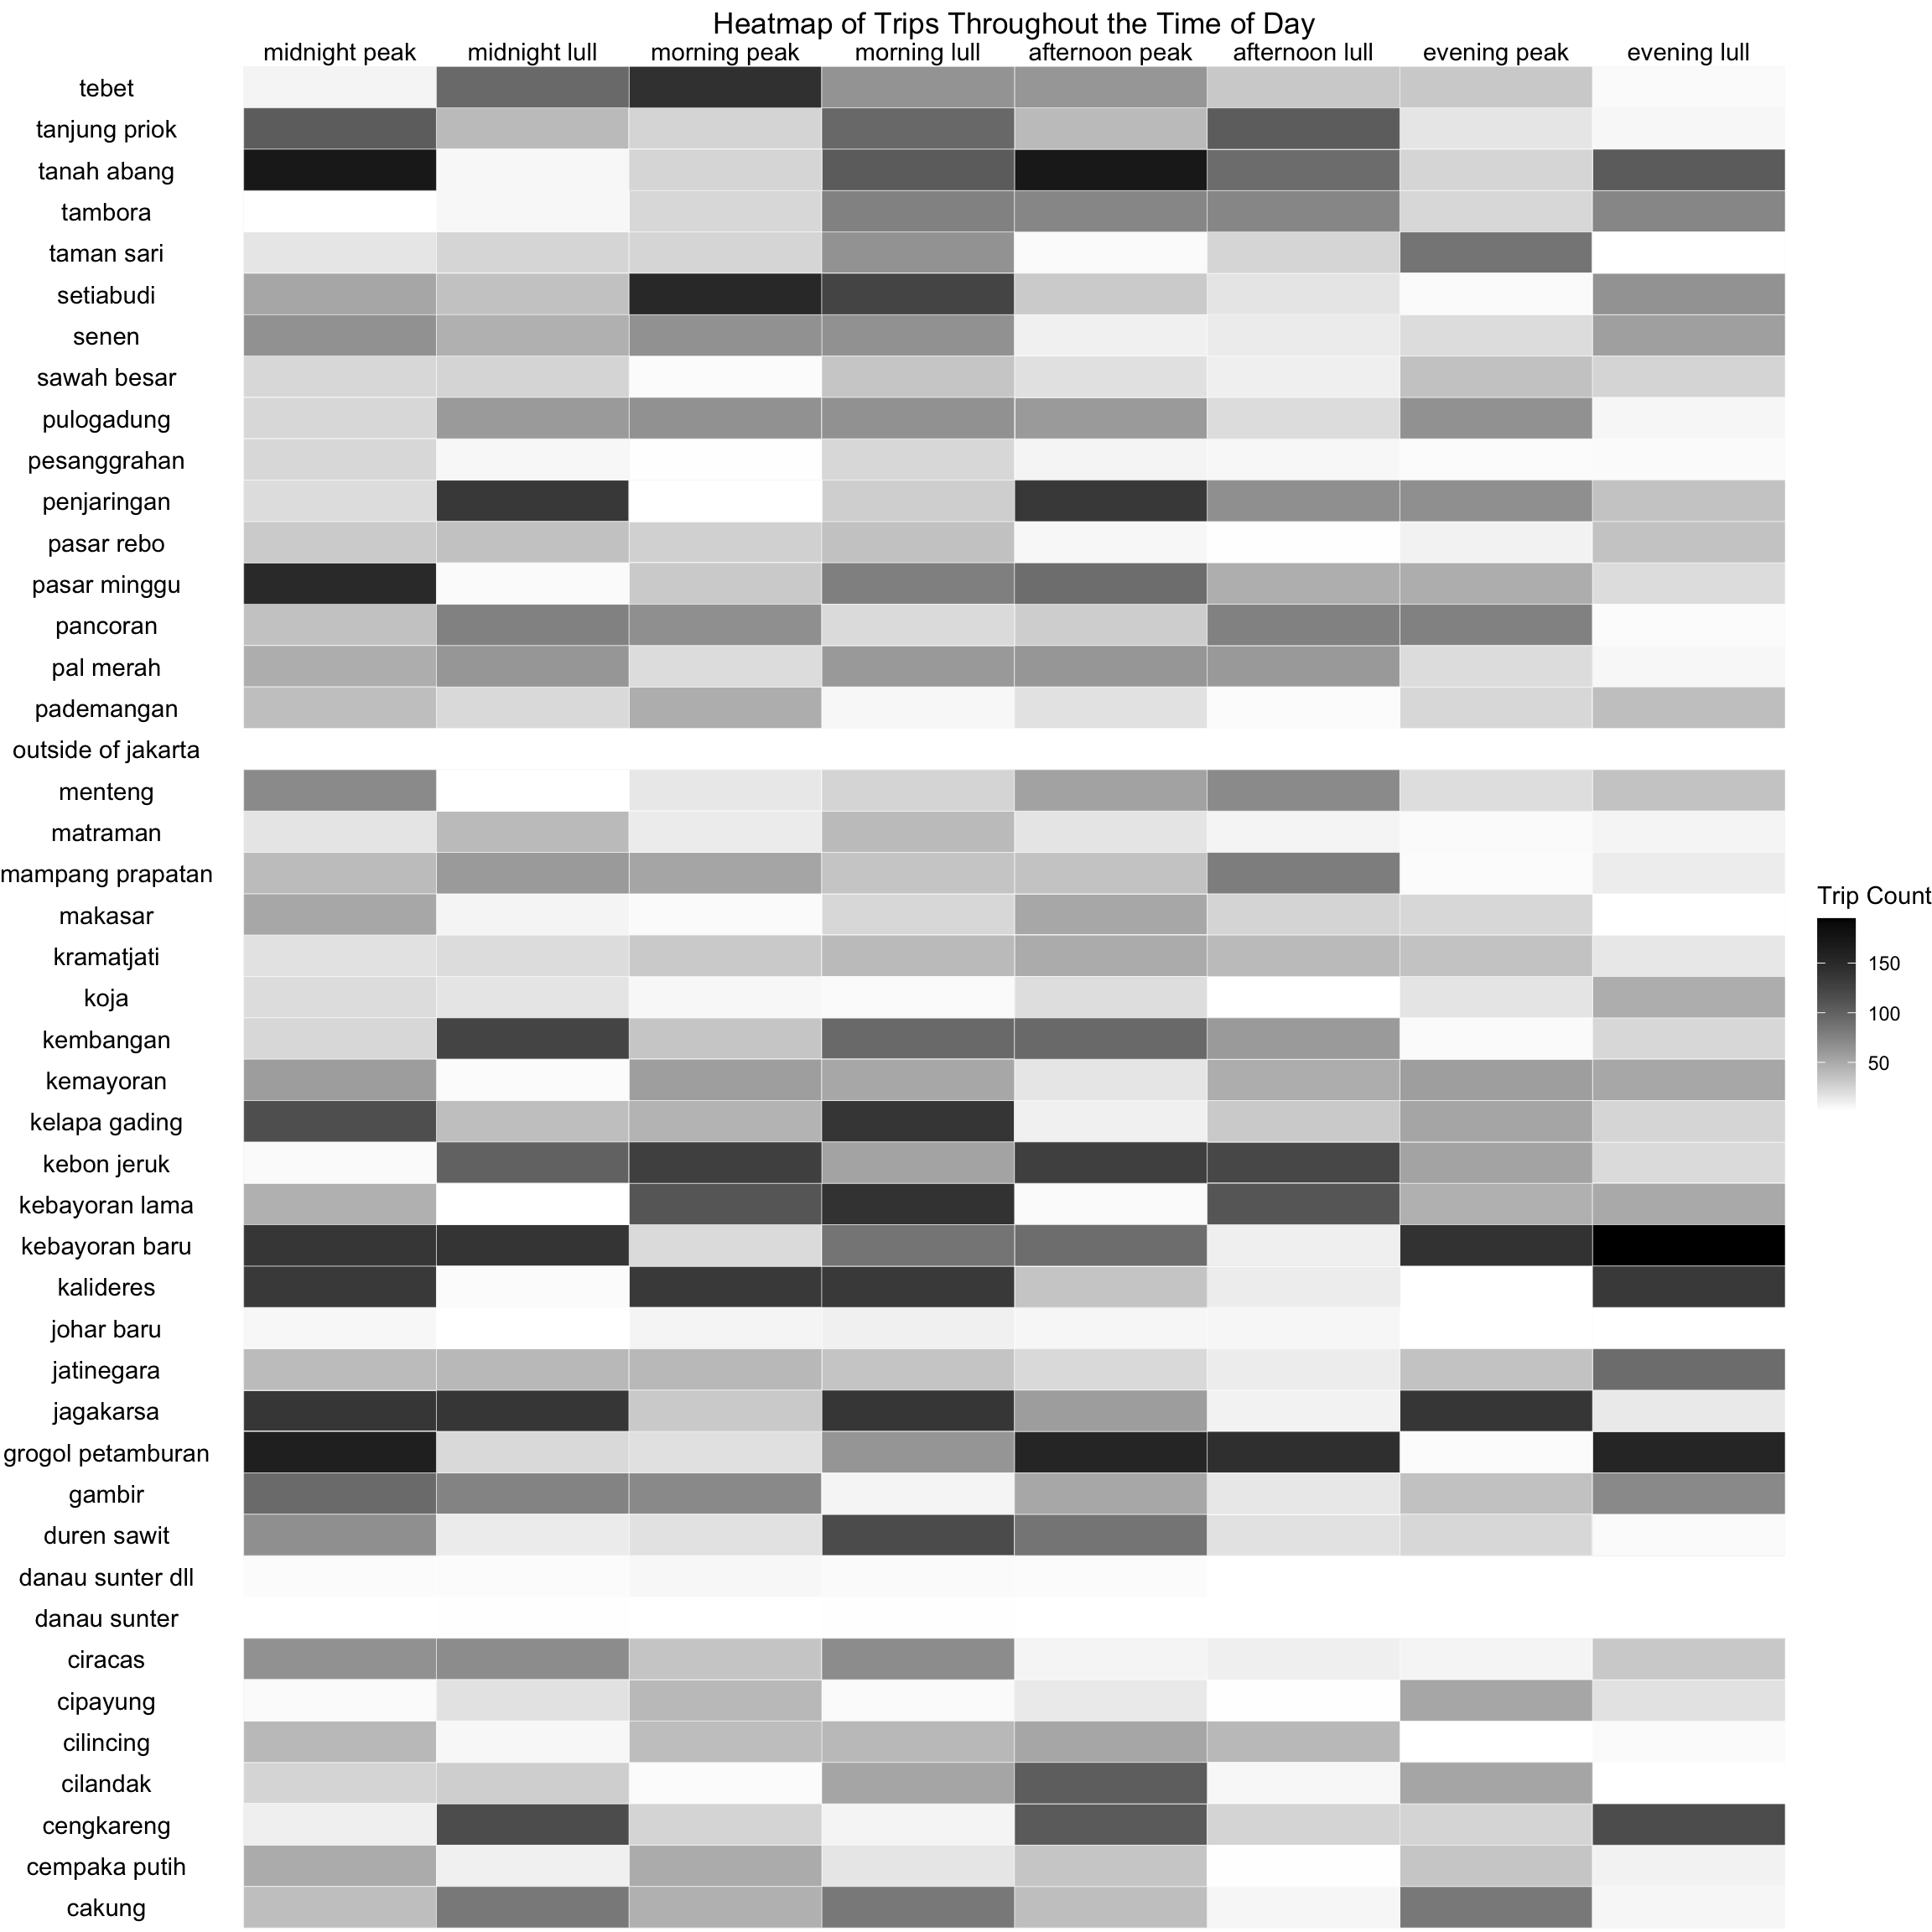 Heatmap of Trips Throughout the Time of Day
midnight peak midnight lull morning peak morning lull afternoon peak afternoon lull evening peak evening lull
tebet
tanjung priok
tanah abang
tambora
taman sari
setiabudi
senen
sawah besar
pulogadung
pesanggrahan
penjaringan
pasar rebo
pasar minggu
pancoran
pal merah
pademangan
outside of jakarta
menteng
matraman
mampang prapatan
makasar
kramatjati
koja
kembangan
kemayoran
kelapa gading
kebon jeruk
kebayoran lama
kebayoran baru
kalideres
johar baru
jatinegara
jagakarsa
grogol petamburan
gambir
duren sawit
danau sunter dll
danau sunter
ciracas
cipayung
cilincing
cilandak
cengkareng
cempaka putih
cakung
Trip Count
150
100
50